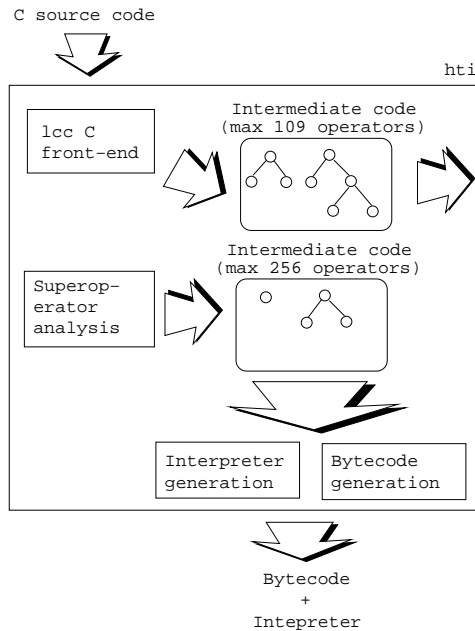 C source code
hti
lcc C
front-end
Intermediate code
(max 109 operators)
Intermediate code
(max 256 operators)
Superop-
erator
analysis
Interpreter
generation
Bytecode
generation
Bytecode
+
Intepreter